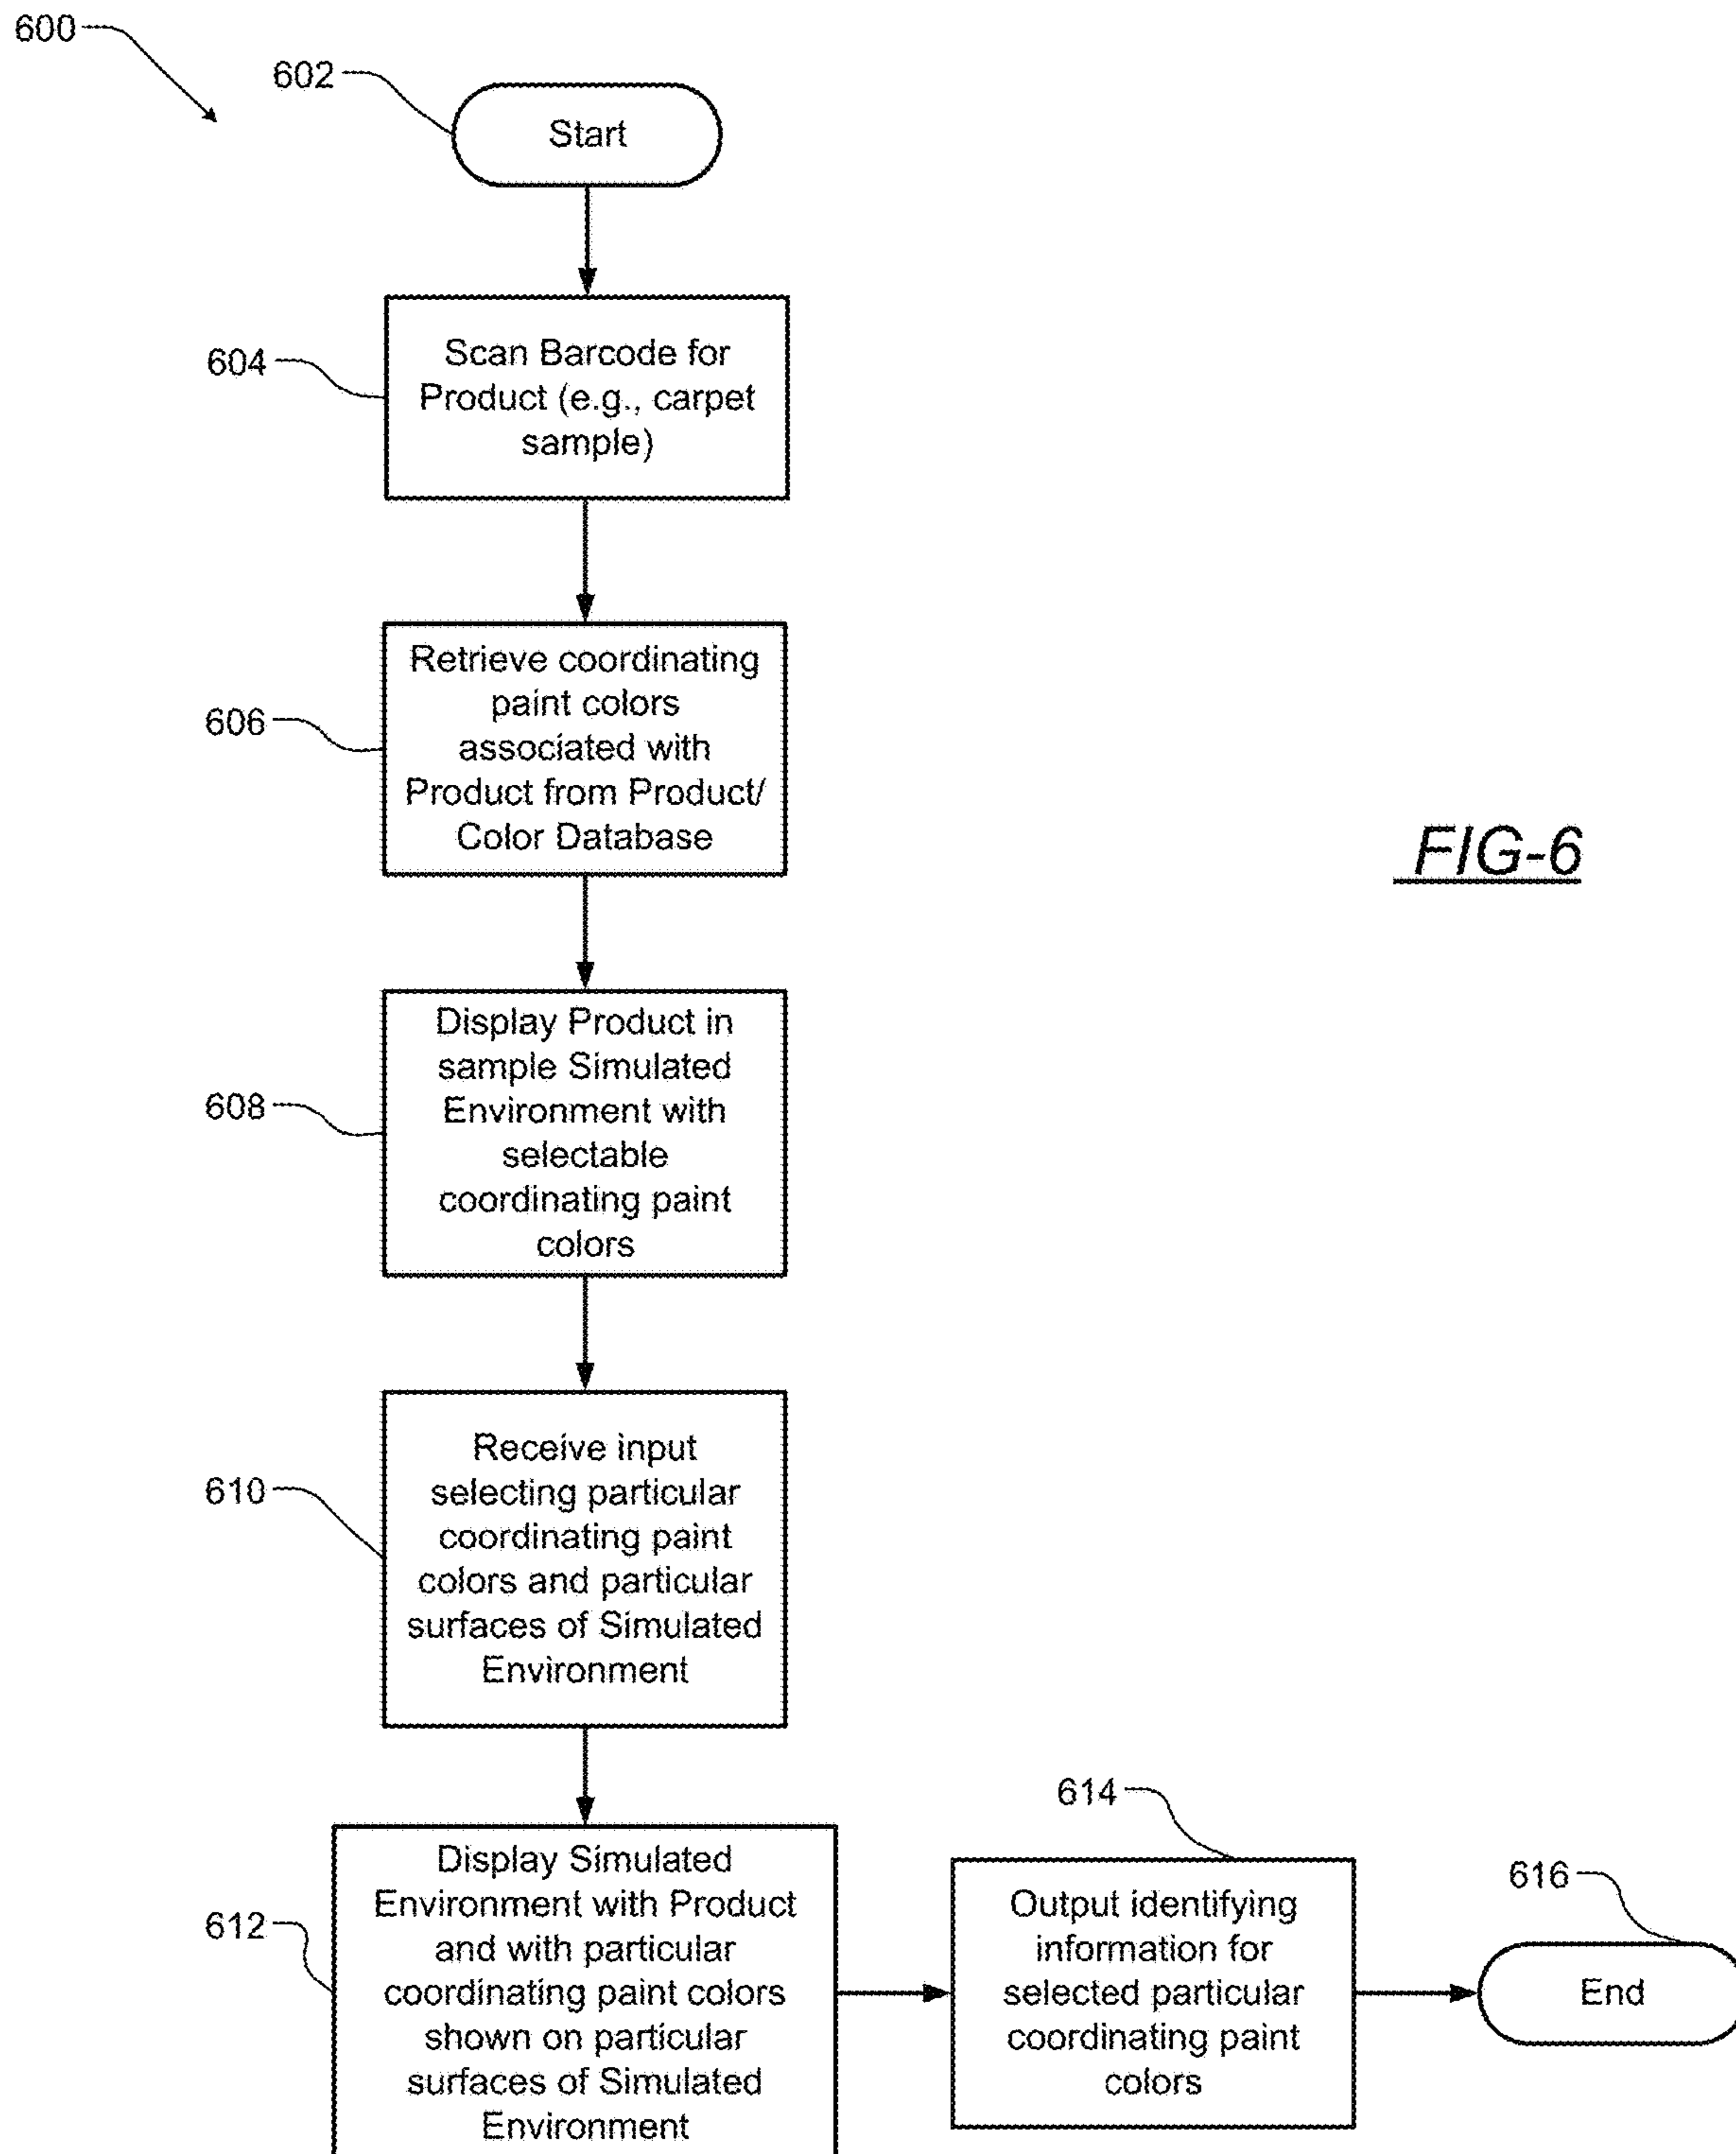 600
602
Start
604
Scan Barcode for
Product (e.g., carpet
sample)
606
Retrieve coordinating
paint colors
associated with
Product from Product/
Color Database
FIG-6
608
Display Product in
sample Simulated
Environment with
selectable
coordinating paint
colors
610
Receive input
selecting particular
coordinating paint
colors and particular
surfaces of Simulated
Environment
612
Display Simulated
Environment with Product
and with particular
coordinating paint colors
shown on particular
surfaces of Simulated
Environment
614
Output identifying
information for
selected particular
coordinating paint
colors
616
End